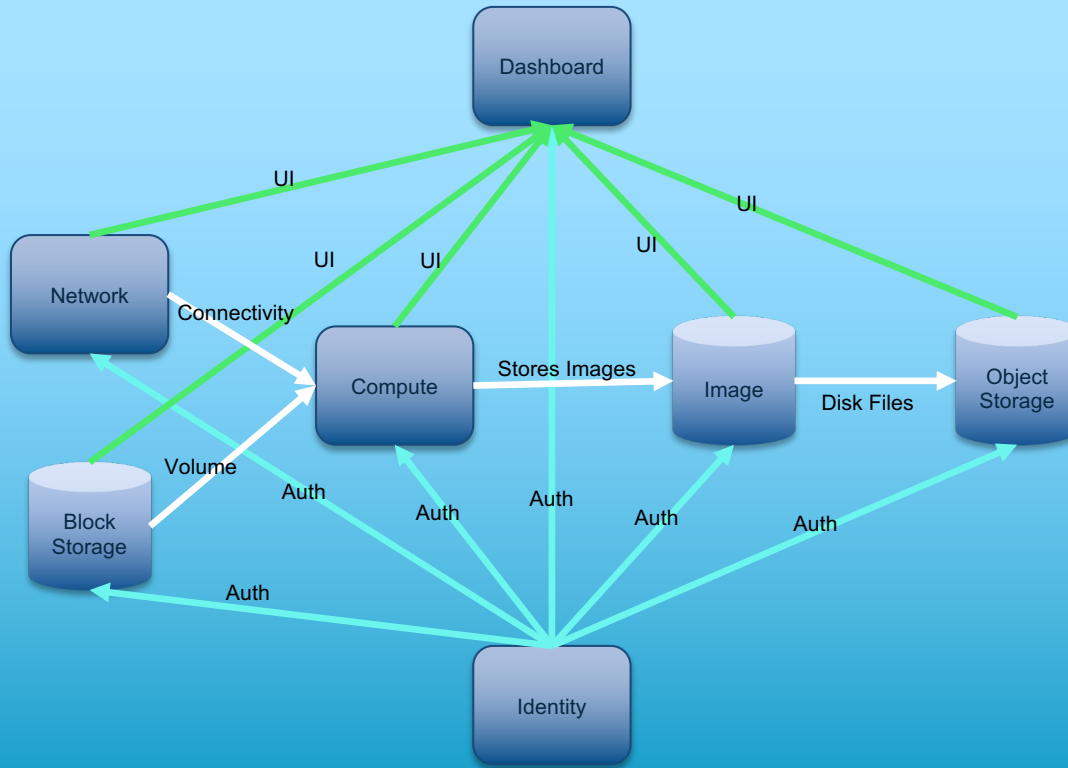 Dashboard
UI
UI
UI
UI
UI
Network
Connectivity
Compute
Stores Images
Image
Disk Files
Object
Storage
Volume
Block
Storage
Auth
Auth
Auth
Auth
Auth
Auth
Identity